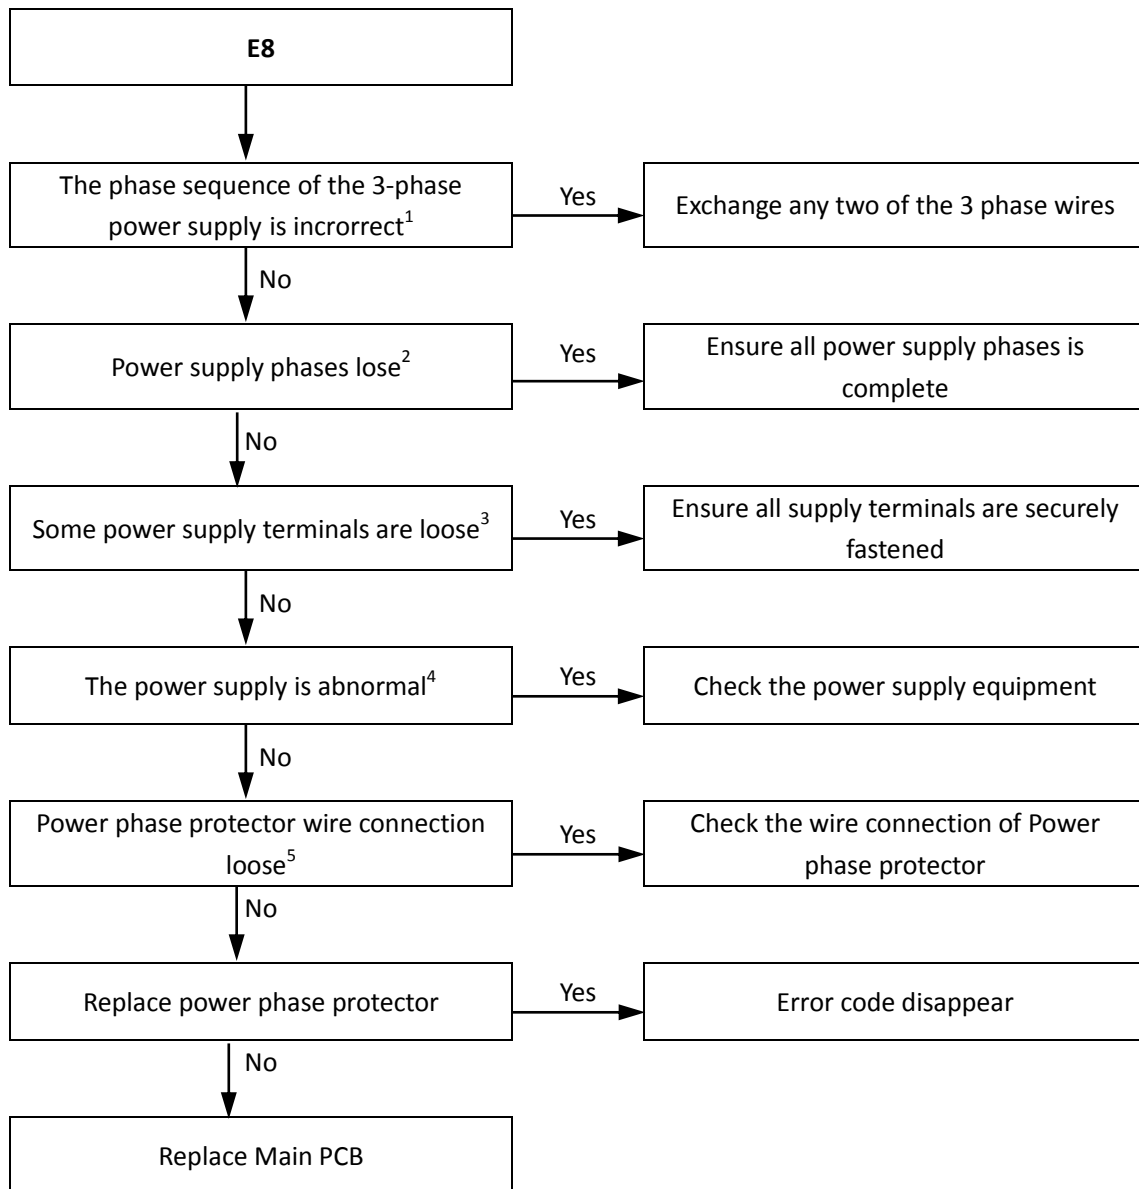 E8
The phase sequence of the 3-phase
power supply is incrorrect¹
Yes
Exchange any two of the 3 phase wires
No
Power supply phases lose²
Yes
Ensure all power supply phases is
complete
No
Some power supply terminals are loose³
Yes
Ensure all supply terminals are securely
fastened
No
The power supply is abnormal⁴
Yes
Check the power supply equipment
No
Power phase protector wire connection
loose⁵
Yes
Check the wire connection of Power
phase protector
No
Replace power phase protector
Yes
Error code disappear
No
Replace Main PCB